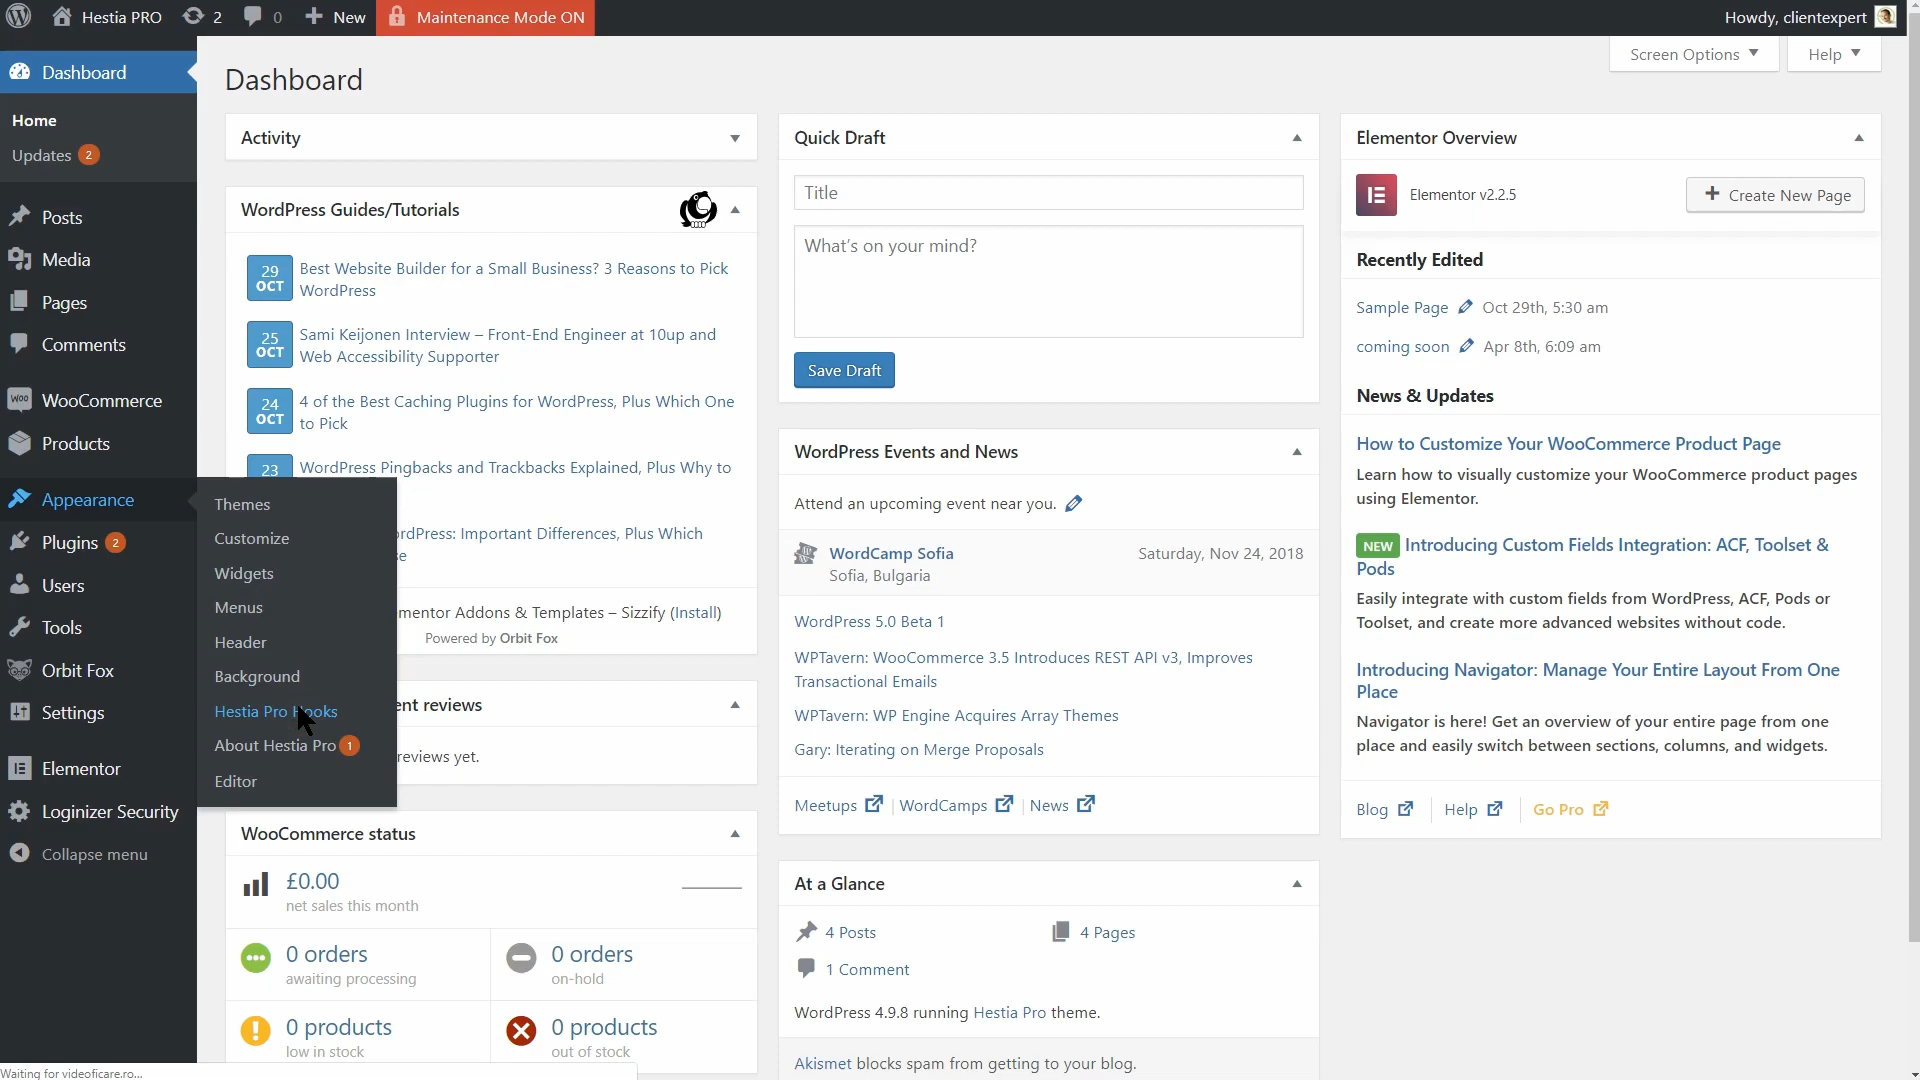 Hestia PRO
2
0
New
Maintenance Mode ON
Howdy, clientexpert
Dashboard
Home
Updates 2
Posts
Media
Pages
Comments
WooCommerce
Products
Appearance
Plugins 2
Users
Tools
Orbit Fox
Settings
Elementor
Loginizer Security
Collapse menu
Themes
Customize
Widgets
Menus
Header
Background
Hestia Pro Hooks
About Hestia Pro 1
Editor
Screen Options
Help
Dashboard
Activity
WordPress Guides/Tutorials
29 OCT
Best Website Builder for a Small Business? 3 Reasons to Pick
WordPress
25 OCT
Sami Keijonen Interview – Front-End Engineer at 10up and
Web Accessibility Supporter
24 OCT
4 of the Best Caching Plugins for WordPress, Plus Which One
to Pick
23
WordPress Pingbacks and Trackbacks Explained, Plus Why to
rdPress: Important Differences, Plus Which
se
mentor Addons & Templates – Sizzify (Install)
Powered by Orbit Fox
ent reviews
reviews yet.
WooCommerce status
£0.00
net sales this month
0 orders
awaiting processing
0 orders
on-hold
0 products
low in stock
0 products
out of stock
Quick Draft
Title
What's on your mind?
Save Draft
WordPress Events and News
Attend an upcoming event near you.
WordCamp Sofia
Saturday, Nov 24, 2018
Sofia, Bulgaria
WordPress 5.0 Beta 1
WPTavern: WooCommerce 3.5 Introduces REST API v3, Improves
Transactional Emails
WPTavern: WP Engine Acquires Array Themes
Gary: Iterating on Merge Proposals
Meetups | WordCamps | News
At a Glance
4 Posts
4 Pages
1 Comment
WordPress 4.9.8 running Hestia Pro theme.
Akismet blocks spam from getting to your blog.
Elementor Overview
Elementor v2.2.5
Create New Page
Recently Edited
Sample Page Oct 29th, 5:30 am
coming soon Apr 8th, 6:09 am
News & Updates
How to Customize Your WooCommerce Product Page
Learn how to visually customize your WooCommerce product pages
using Elementor.
NEW Introducing Custom Fields Integration: ACF, Toolset &
Pods
Easily integrate with custom fields from WordPress, ACF, Pods or
Toolset, and create more advanced websites without code.
Introducing Navigator: Manage Your Entire Layout From One
Place
Navigator is here! Get an overview of your entire page from one
place and easily switch between sections, columns, and widgets.
Blog
Help
Go Pro
Waiting for videoficare.ro...